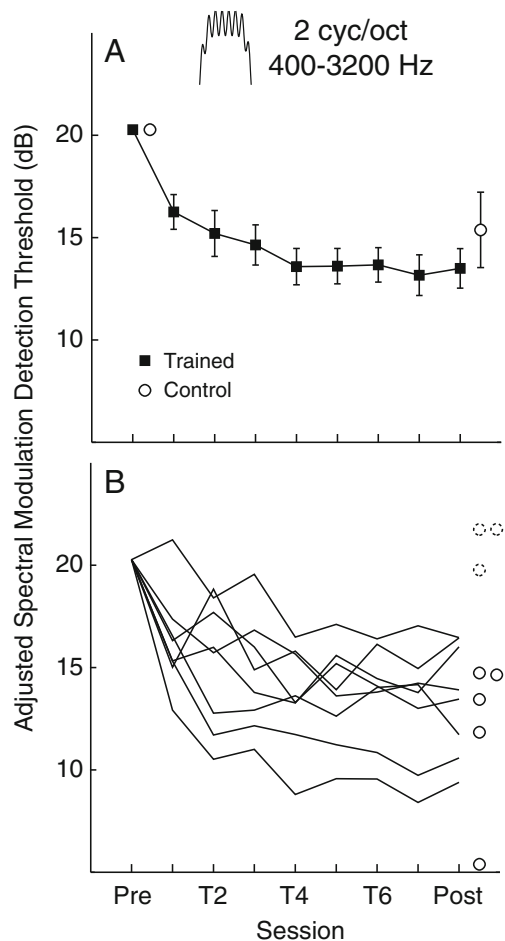 A
2 cyc/oct
400-3200 Hz
Adjusted Spectral Modulation Detection Threshold (dB)
20
15
10
Trained
Control
B
20
15
10
Pre T2 T4 T6 Post
Session